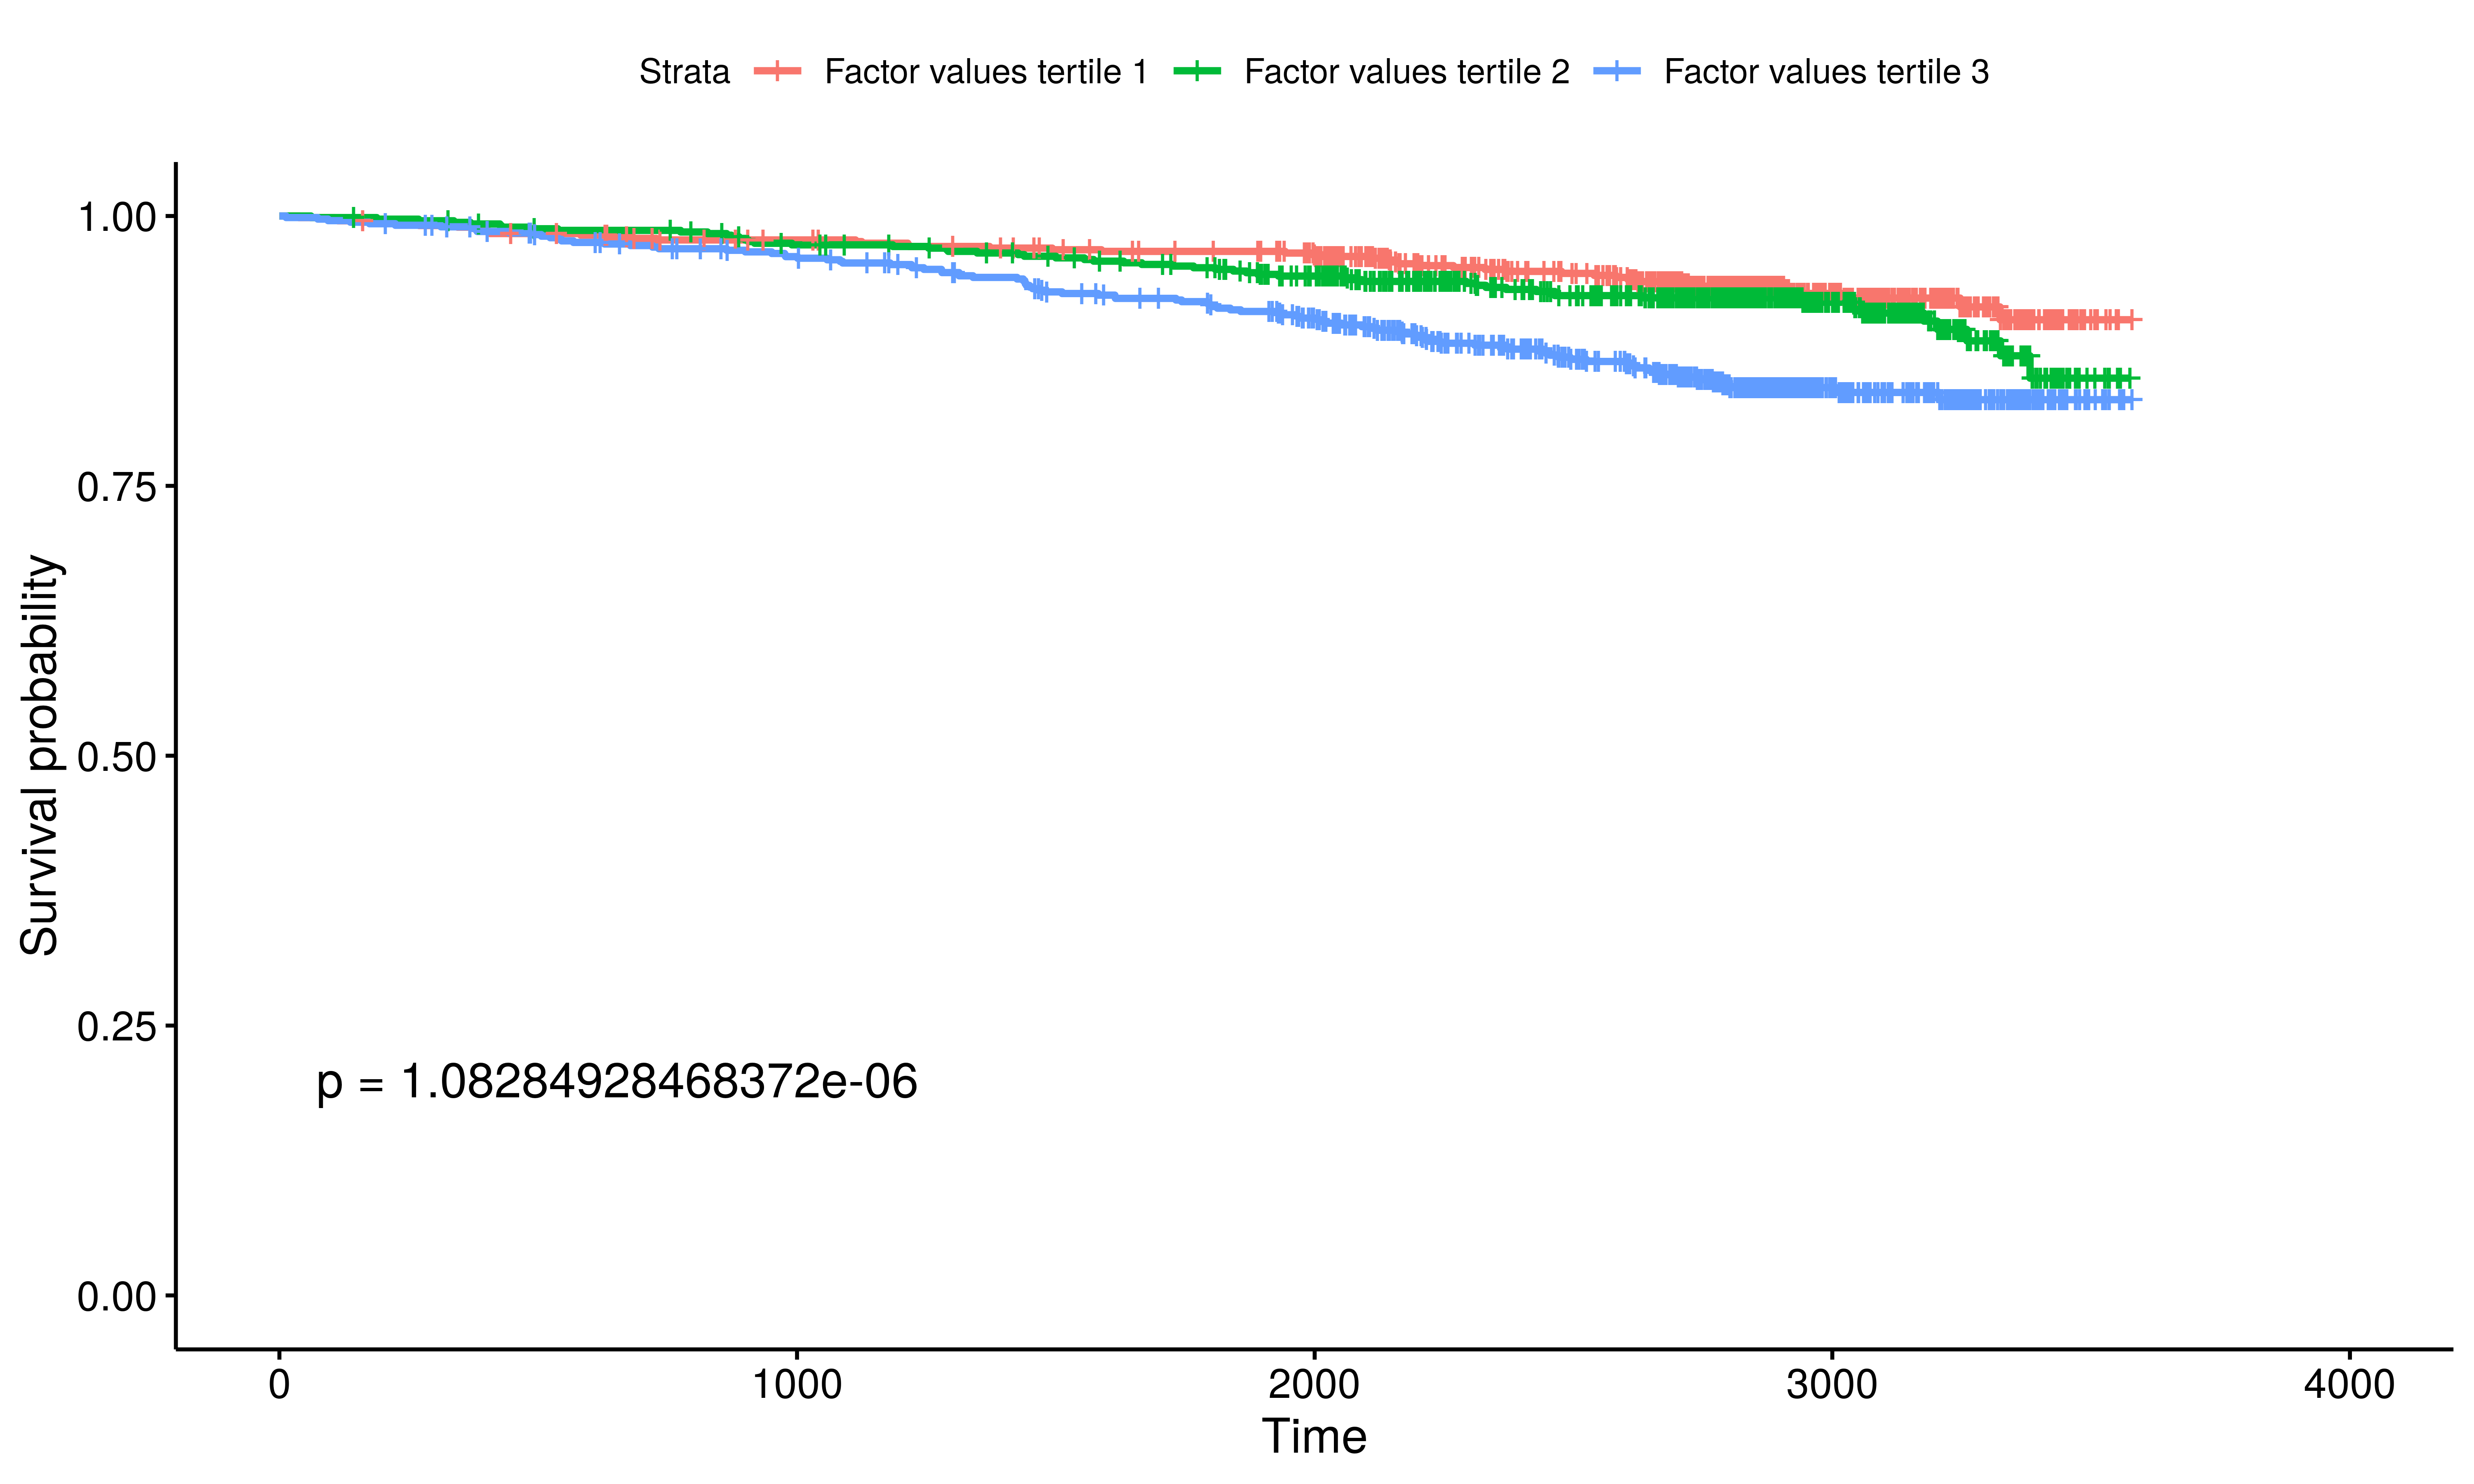 Strata Factor values tertile 1 Factor values tertile 2 Factor values tertile 3
Survival probability
1.00
0.75
0.50
0.25
0.00
p = 1.08284928468372e-06
0 1000 2000 3000 4000
Time